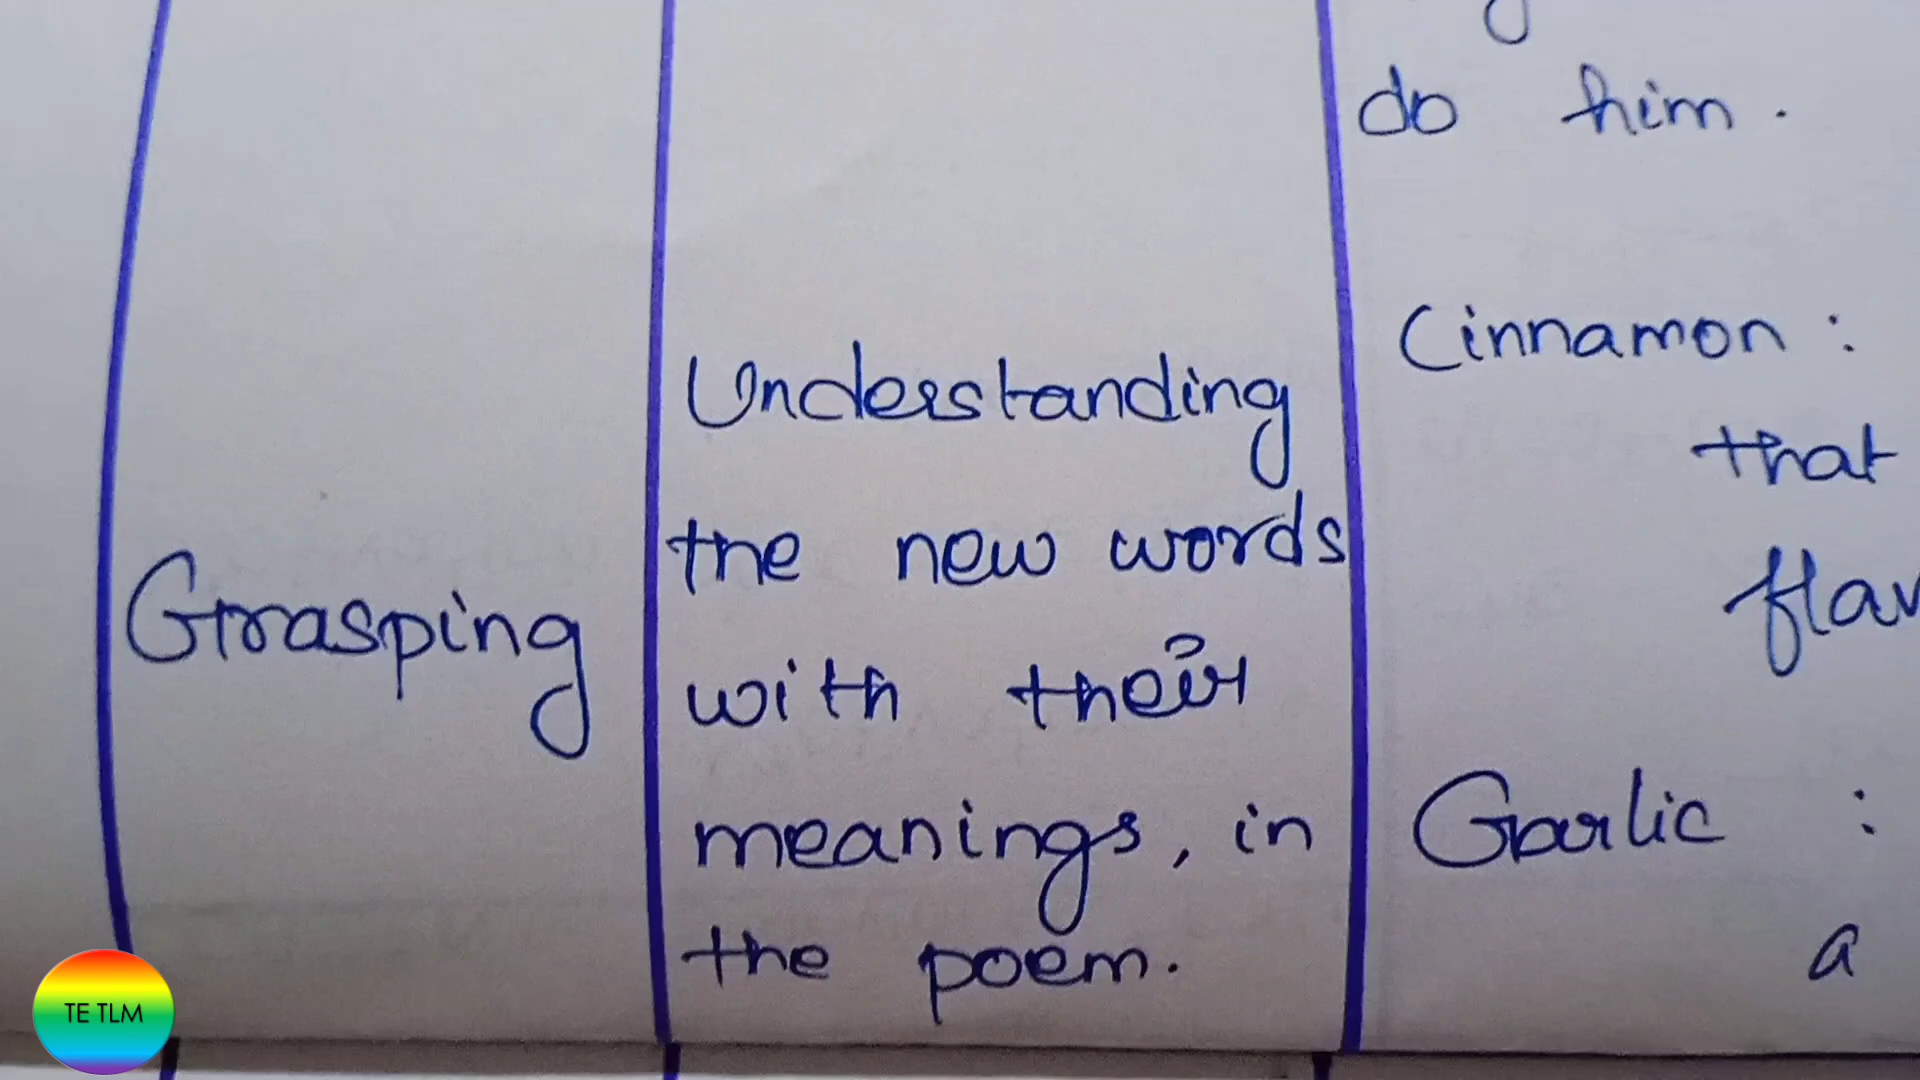 do him.
Grasping
Understanding
the new words
with their
meanings, in
the poem.
Cinnamon :
that
Garlic :
a
TE TLM